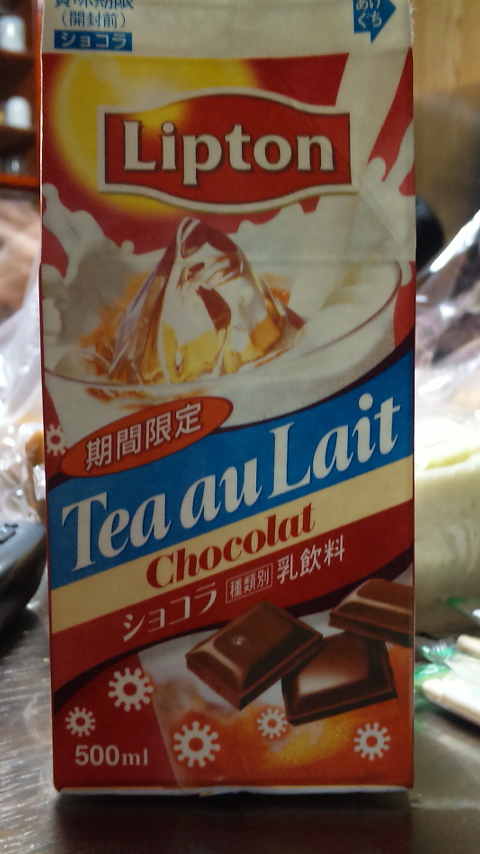 賞味期限
(開封前)
ショコラ
あけ
ぐち
Lipton
期間限定
Tea au Lait
Chocolat
ショコラ 種類別 乳飲料
500ml